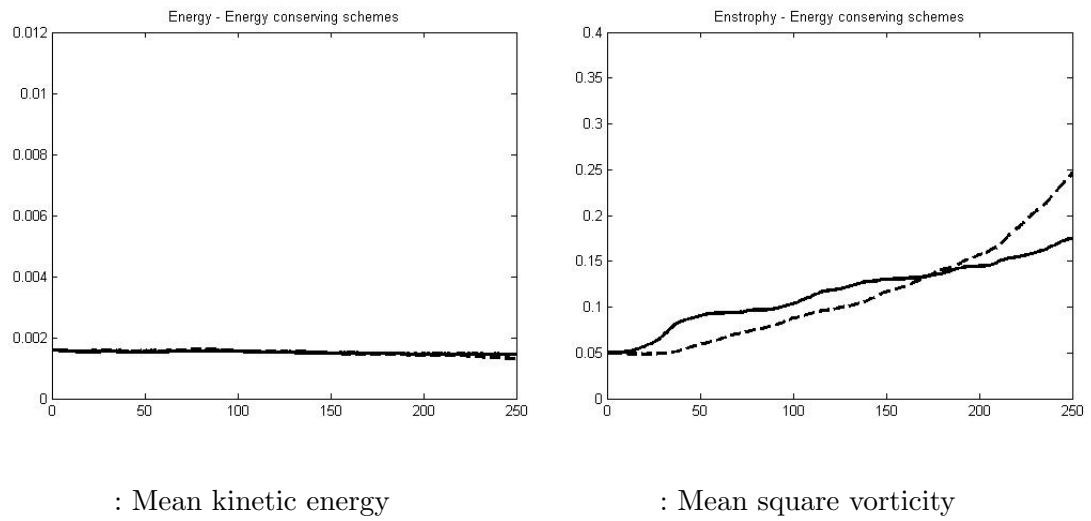 Energy - Energy conserving schemes
0.012
0.01
0.008
0.006
0.004
0.002
0
0 50 100 150 200 250
Enstrophy - Energy conserving schemes
0.4
0.35
0.3
0.25
0.2
0.15
0.1
0.05
0
0 50 100 150 200 250
: Mean kinetic energy
: Mean square vorticity